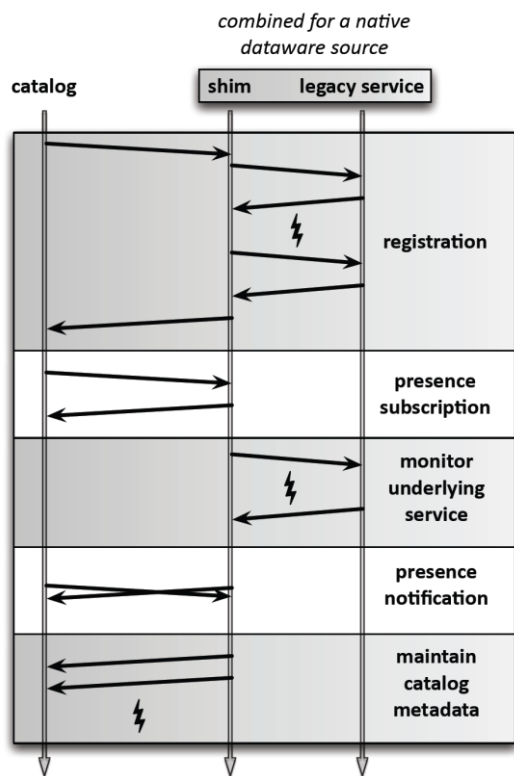 combined for a native
dataware source
catalog
shim legacy service
registration
presence
subscription
monitor
underlying
service
presence
notification
maintain
catalog
metadata